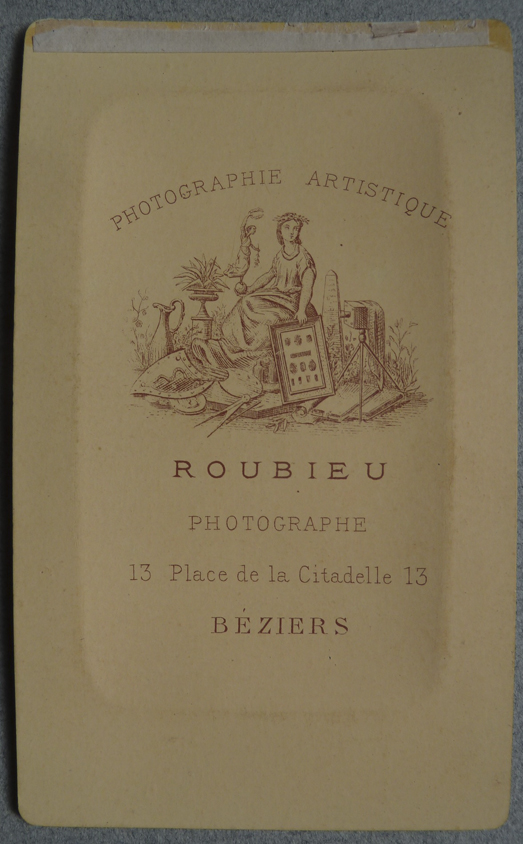 PHOTOGRAPHIE ARTISTIQUE
ROUBIEU
PHOTOGRAPHE
13 Place de la Citadelle 13
BÉZIERS